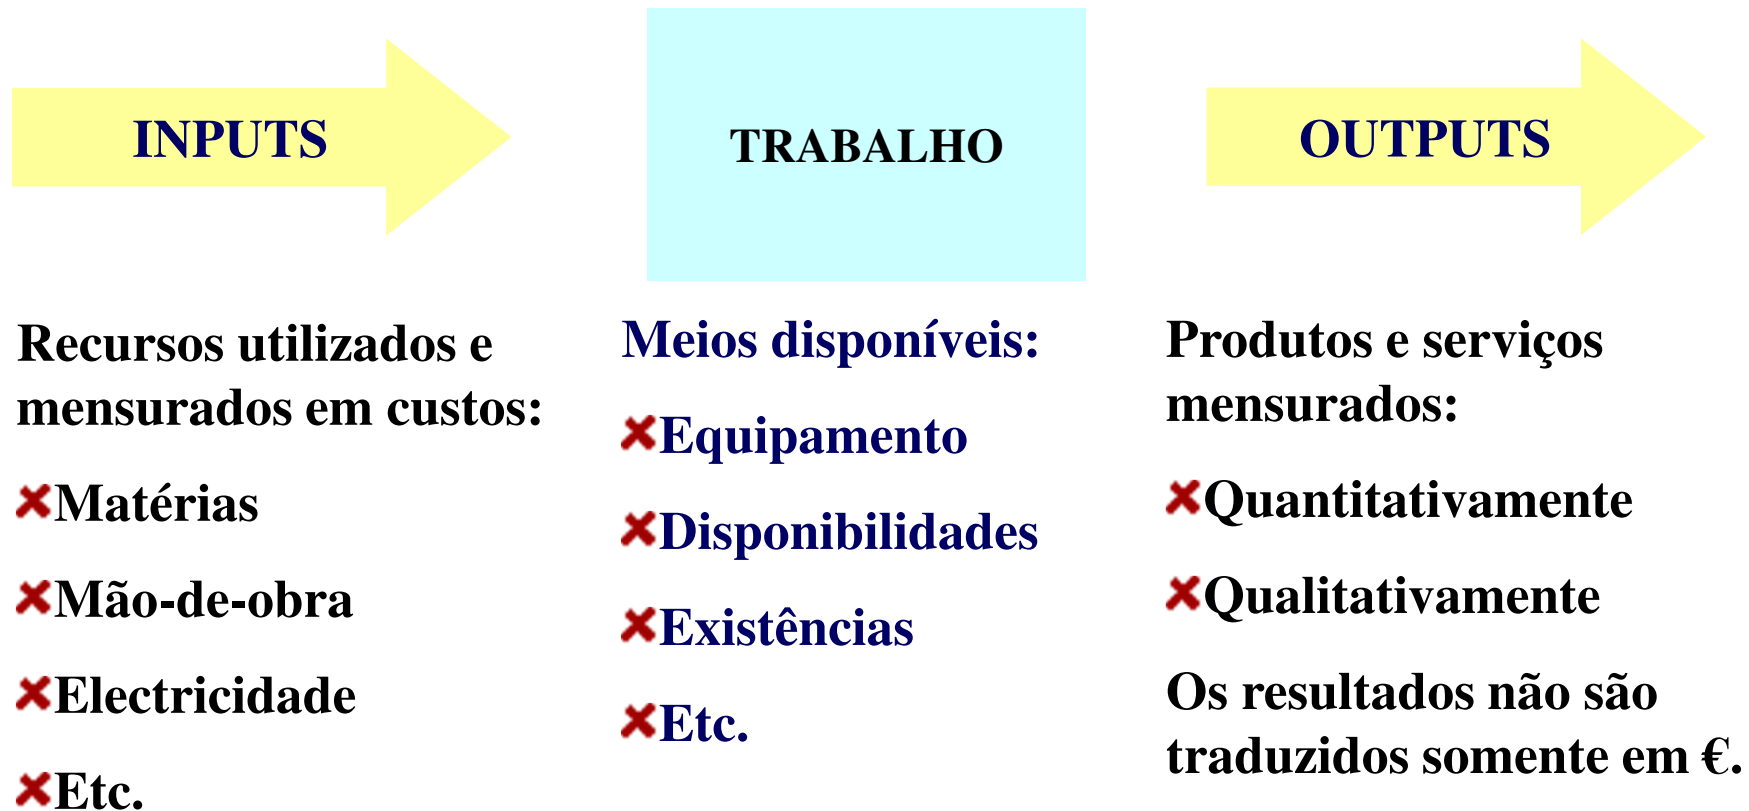 INPUTS
TRABALHO
OUTPUTS
Recursos utilizados e
mensurados em custos:
Matérias
Mão-de-obra
Electricidade
Etc.
Meios disponíveis:
Equipamento
Disponibilidades
Existências
Etc.
Produtos e serviços
mensurados:
Quantitativamente
Qualitativamente
Os resultados não são
traduzidos somente em €.